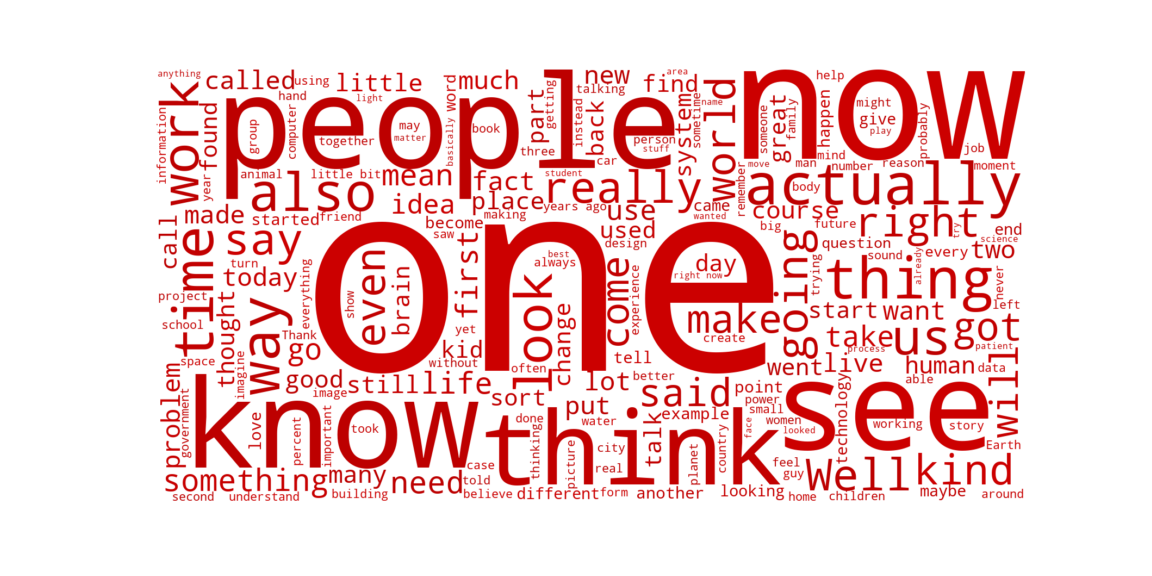 anything
called
using
little
much
new
area
find
help
people
now
one
know
think
see
work
found
information
year
group
hand
computer
light
together
may
matter
basically
word
book
part
three
getting
talking
instead
back
car
person
stuff
system
sometime
name
world
remember
someone
great
family
happen
might
give
play
probably
job
man
mind
number
reason
moment
move
animal
little bit
mean
fact
student
really
actually
also
idea
place
years ago
use
came
wanted
body
made
started
friend
become
making
used
course
big
future
right
try
end
call
time
say
saw
design
question
science
two
turn
today
everything
show
even
brain
first
best
always
look
come
experience
day
right now
going
trying
sound
already
every
thing
never
project
school
Thank
yet
change
make
create
start
want
left
way
thought
go
kid
without
tell
take
us
got
space
imagine
often
went
live
process
patient
problem
government
good
image
still
life
sort
lot
better
human
able
data
will
said
point
power
small
technology
love
percent
important
took
done
put
water
example
talk
women
looked
working
story
Earth
thinking
picture
city
real
planet
country
face
feel
guy
something
many
need
case
told
Well
kind
second
understand
building
believe
different
form
another
looking
home
children
maybe
around